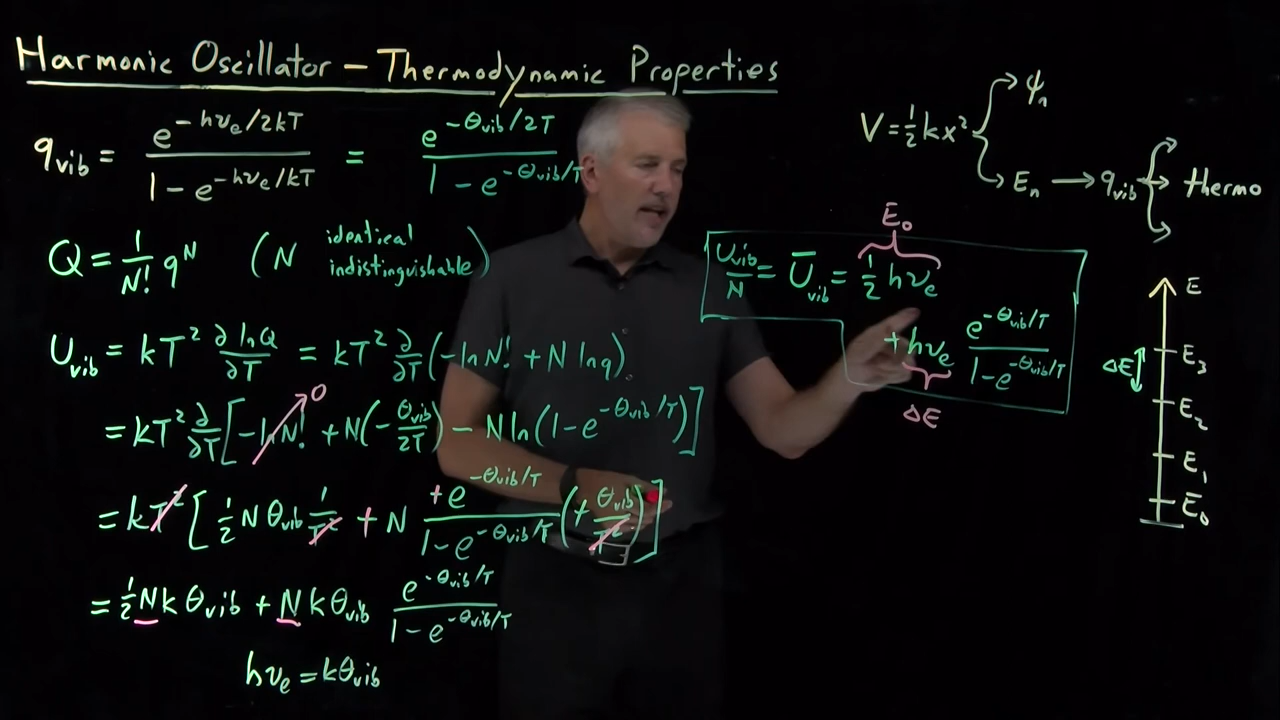 Harmonic Oscillator – Thermodynamic Properties
q_vib = e^(-hν_e/2kT) / (1 - e^(-hν_e/kT)) = e^(-Θ_vib/2T) / (1 - e^(-Θ_vib/T))
Q = 1/N! q^N (N identical indistinguishable)
U_vib = kT² ∂lnQ/∂T = kT² ∂/∂T (-ln N! + N ln q)
= kT² ∂/∂T [-ln N! + N(-Θ_vib/2T) - N ln(1 - e^(-Θ_vib/T))]
0
= kT² [½ N Θ_vib 1/T² + N +e^(-Θ_vib/T) / (1 - e^(-Θ_vib/T)) (+Θ_vib/T²)]
= ½ N k Θ_vib + N k Θ_vib e^(-Θ_vib/T) / (1 - e^(-Θ_vib/T))
hν_e = kΘ_vib
V = ½ kx²
ψ_n
E_n → q_vib → thermo
E_0
U_vib/N = Ū_vib = ½ hν_e
+ hν_e e^(-Θ_vib/T) / (1 - e^(-Θ_vib/T))
ΔE
E
E_3
ΔE
E_2
E_1
E_0